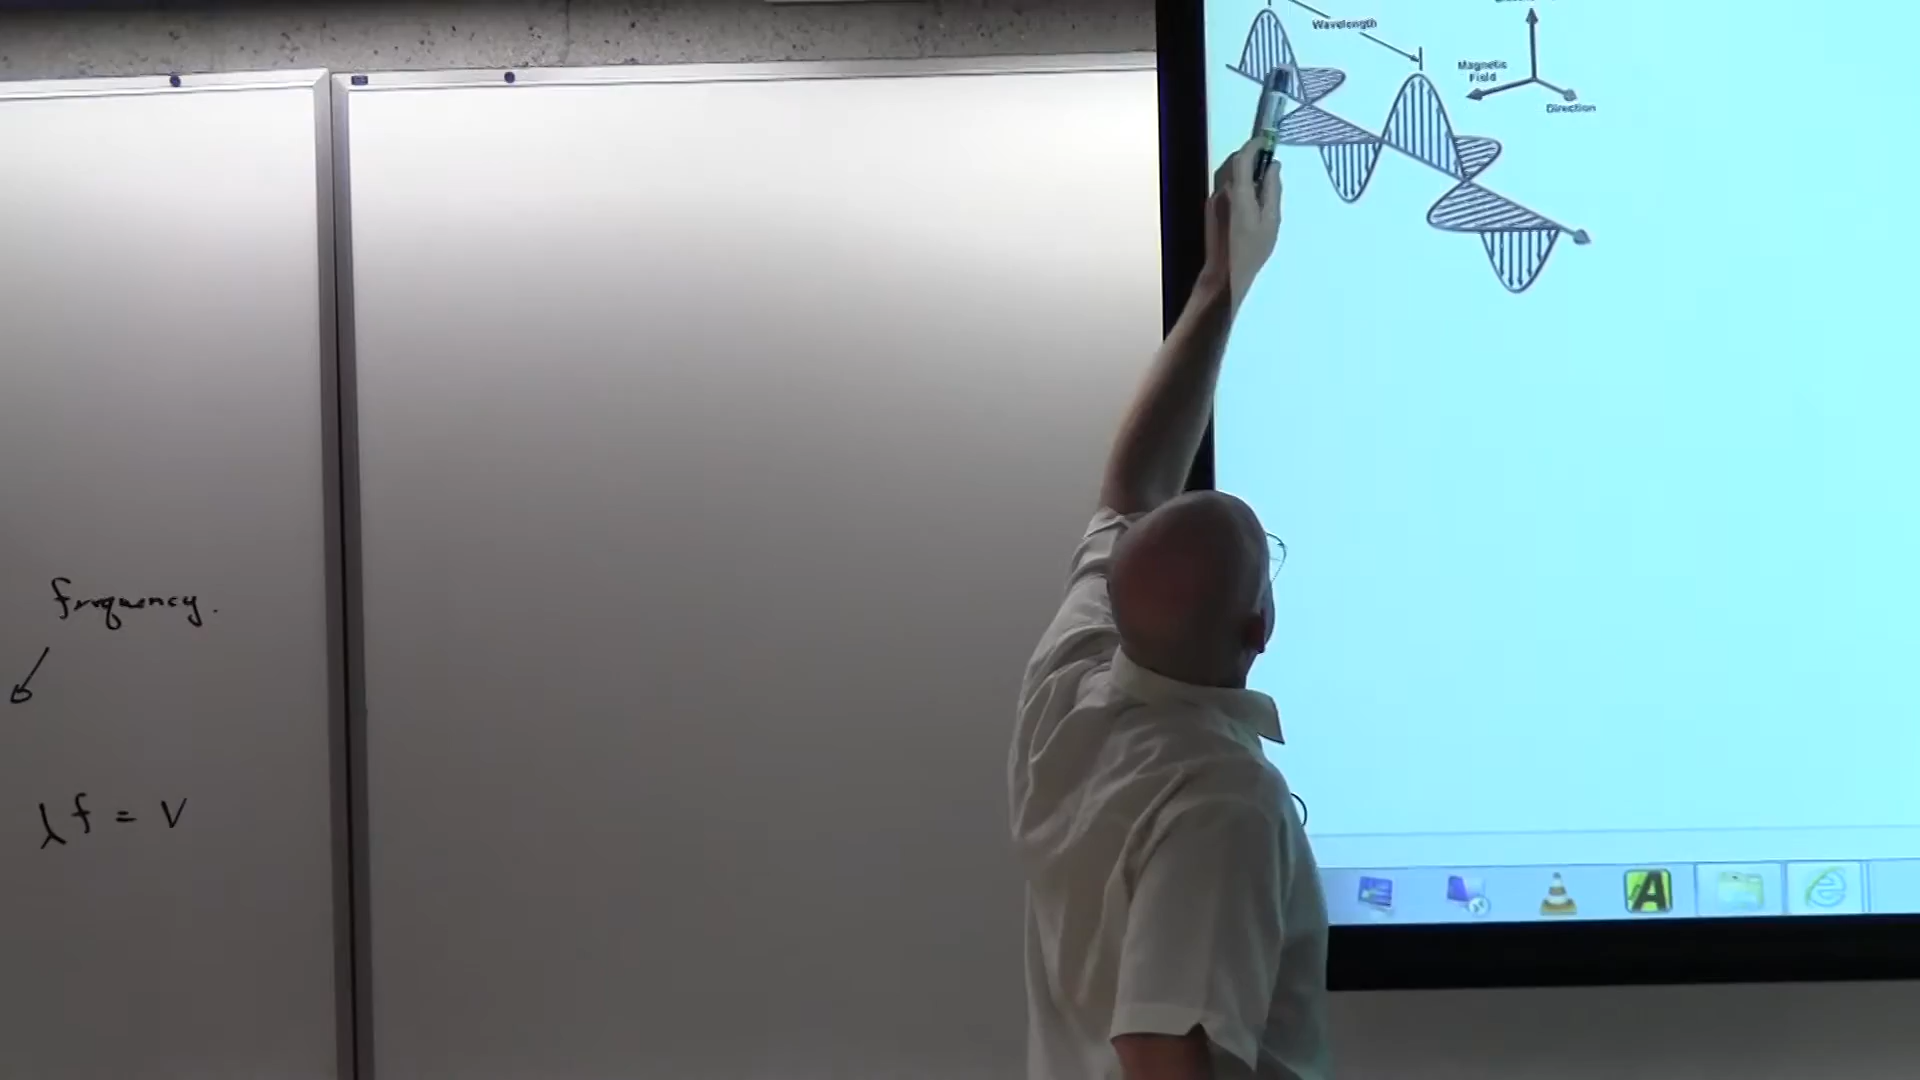 frequency.
λf = v
Wavelength
Magnetic
Field
Direction
A